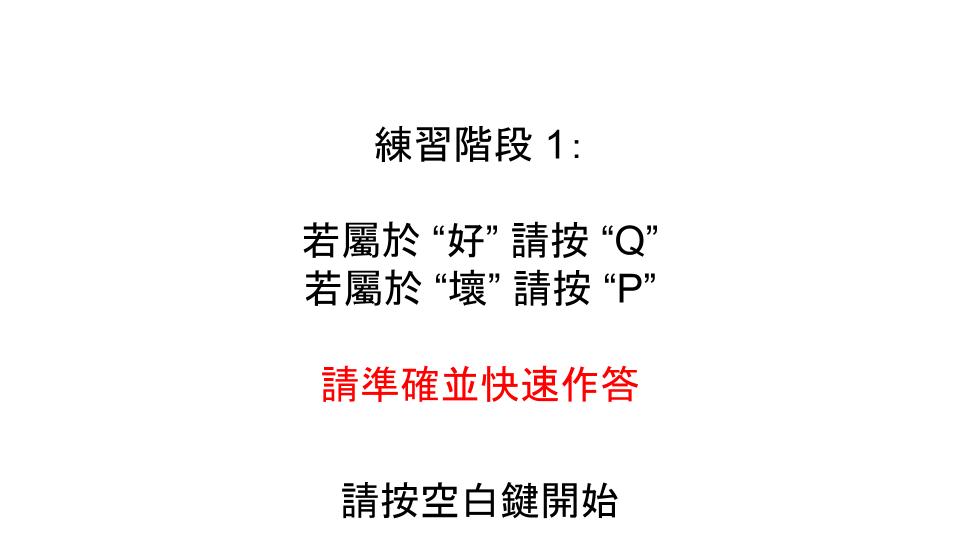 練習階段 1：
若屬於 “好” 請按 “Q”
若屬於 “壞” 請按 “P”
請準確並快速作答
請按空白鍵開始